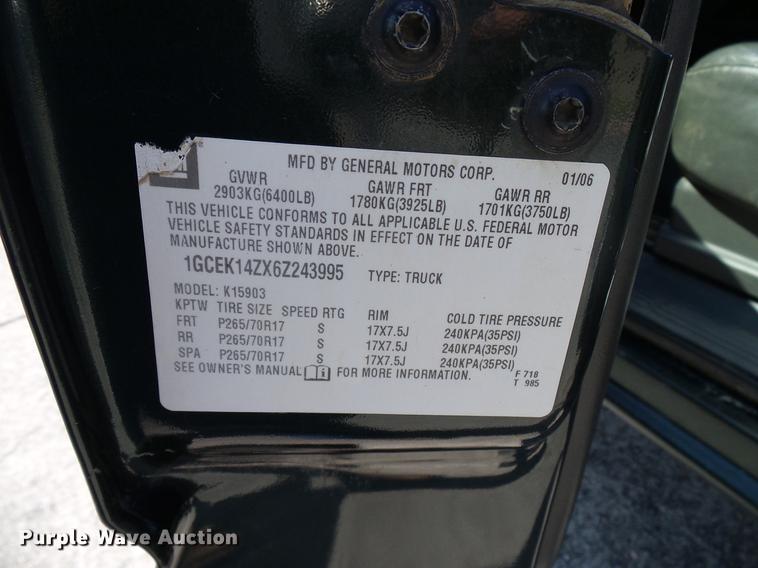 MFD BY GENERAL MOTORS CORP. 01/06
GVWR GAWR FRT GAWR RR
2903KG(6400LB) 1780KG(3925LB) 1701KG(3750LB)
THIS VEHICLE CONFORMS TO ALL APPLICABLE U.S. FEDERAL MOTOR
VEHICLE SAFETY STANDARDS IN EFFECT ON THE DATE OF
MANUFACTURE SHOWN ABOVE.
1GCEK14ZX6Z243995 TYPE: TRUCK
MODEL: K15903
KPTW TIRE SIZE SPEED RTG RIM COLD TIRE PRESSURE
FRT P265/70R17 S 17X7.5J 240KPA(35PSI)
RR P265/70R17 S 17X7.5J 240KPA(35PSI)
SPA P265/70R17 S 17X7.5J 240KPA(35PSI)
SEE OWNER'S MANUAL FOR MORE INFORMATION.
F 718
T 985
Purple Wave Auction